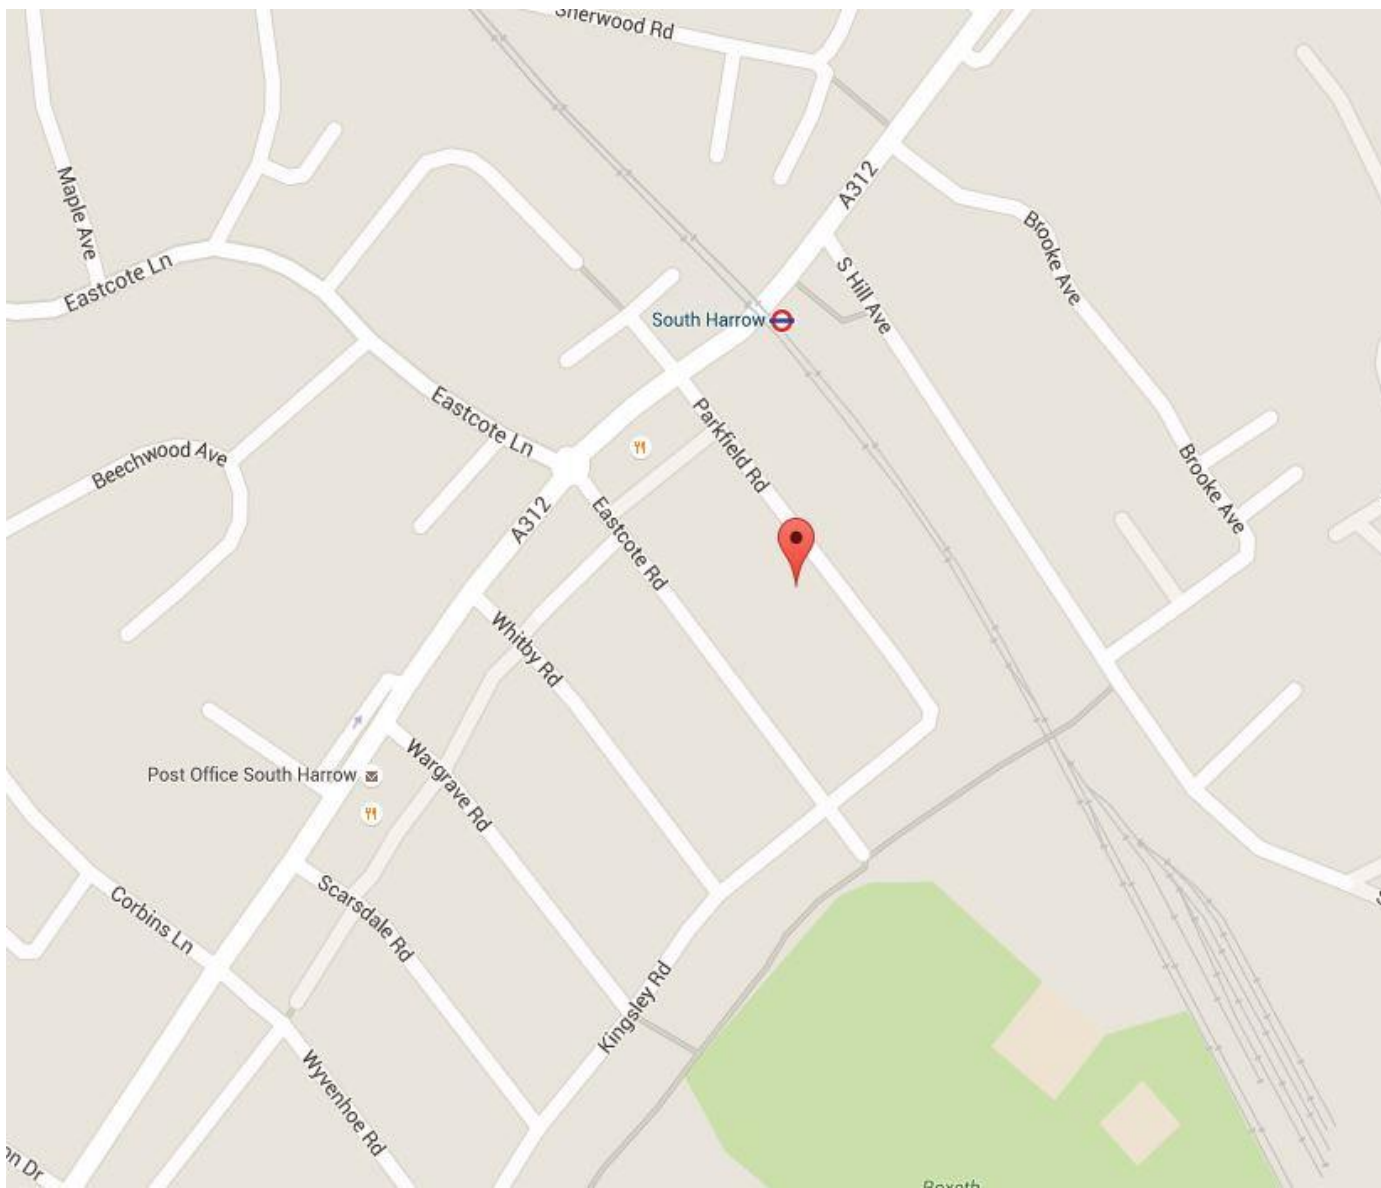 Sherwood Rd
Maple Ave
A312
Brooke Ave
Eastcote Ln
S Hill Ave
South Harrow
Eastcote Ln
Parkfield Rd
Beechwood Ave
Brooke Ave
A312
Eastcote Rd
Whitby Rd
Post Office South Harrow
Wargrave Rd
Scarsdale Rd
Corbins Ln
Kingsley Rd
Wyvenhoe Rd
on Dr